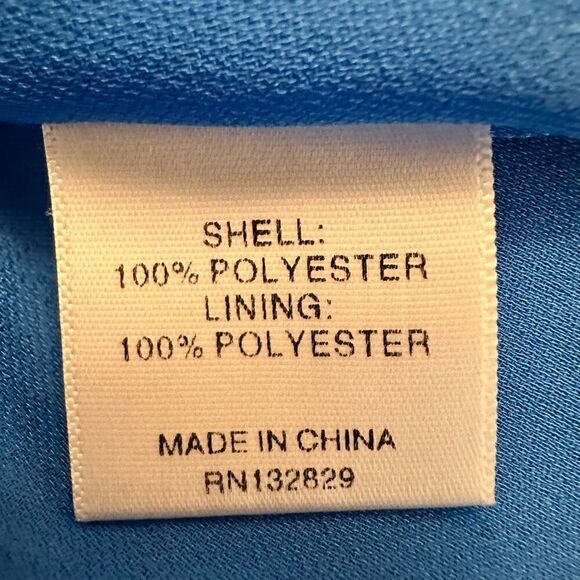 SHELL:
100% POLYESTER
LINING:
100% POLYESTER
MADE IN CHINA
RN132829